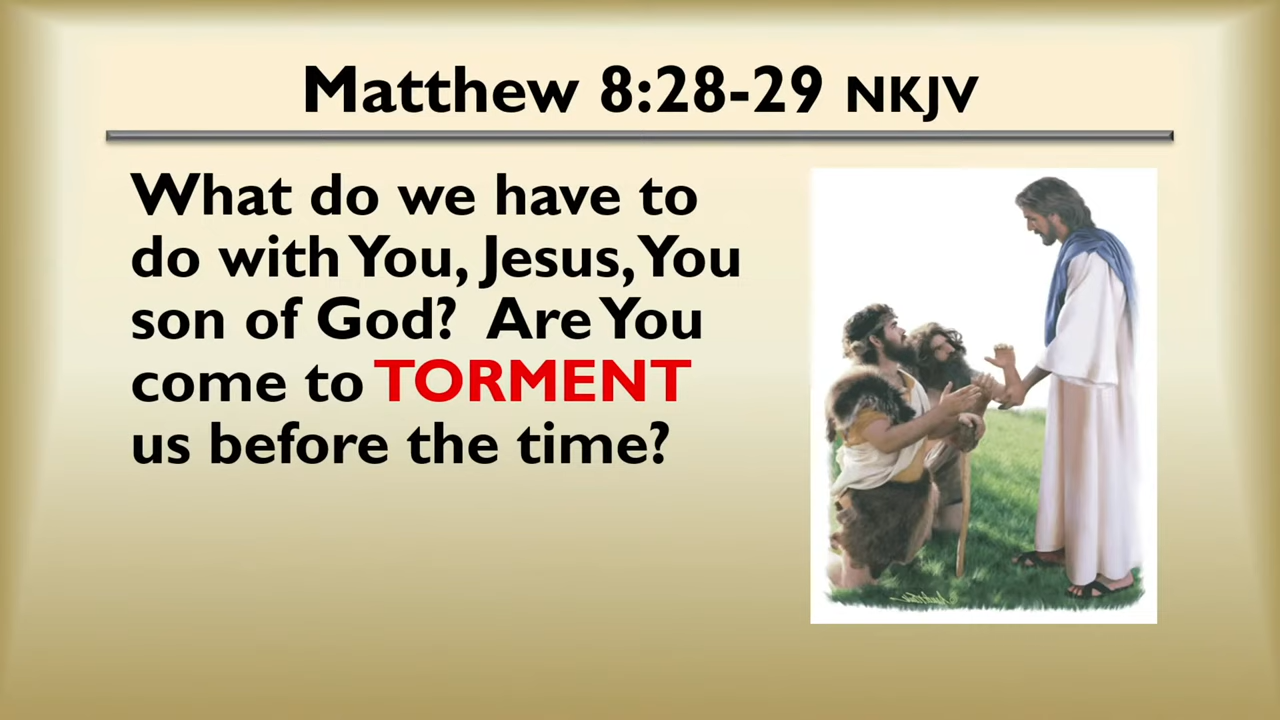 Matthew 8:28-29 NKJV
What do we have to
do with You, Jesus, You
son of God? Are You
come to TORMENT
us before the time?